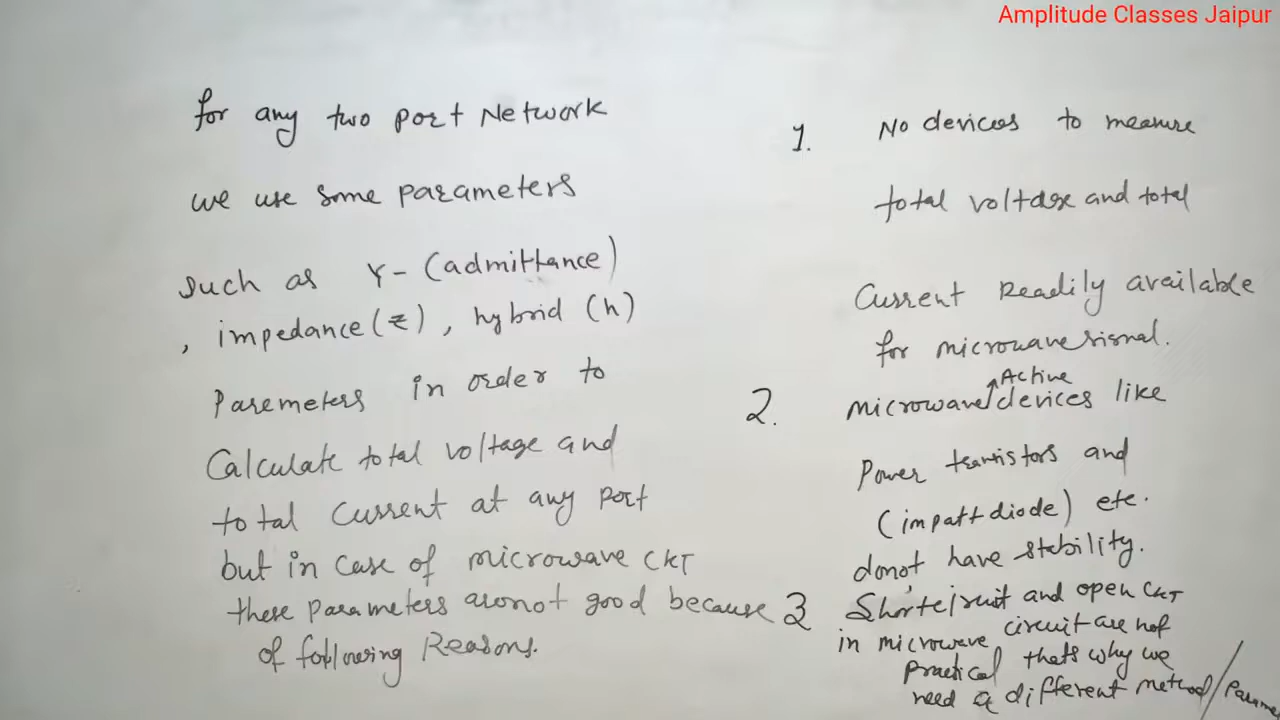 Amplitude Classes Jaipur
for any two port Network
we use some parameters
such as Y- (admittance)
, impedance (z), hybrid (h)
Paremeters in order to
Calculate total voltage and
total current at any port
but in case of microwave CKT
these parameters are not good because
of following Reasons.
1. No devices to measure
total voltage and total
Current Readily available
for microwave signal.
Active
2. microwave devices like
Power transistors and
(impatt diode) etc.
donot have stability.
3 Shortcircuit and open CKT
in microwave circuit are not
practical thats why we
need a different method/